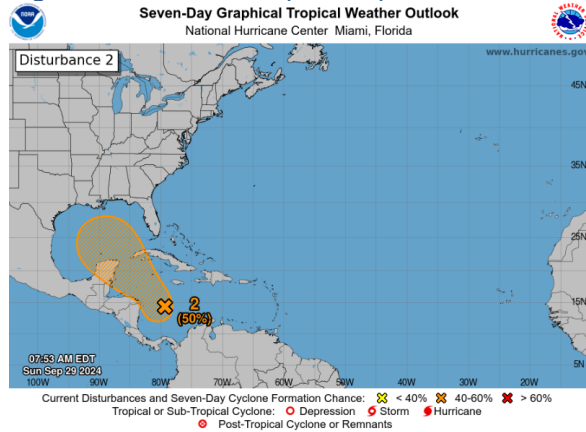 Seven-Day Graphical Tropical Weather Outlook
National Hurricane Center Miami, Florida
NOAA
Disturbance 2
www.hurricanes.gov
45N
35N
25N
15N
5N
2
(50%)
07:53 AM EDT
Sun Sep 29 2024
100W 90W 80W 70W 60W 50W 40W 30W 20W
Current Disturbances and Seven-Day Cyclone Formation Chance: < 40% 40-60% > 60%
Tropical or Sub-Tropical Cyclone: Depression Storm Hurricane
Post-Tropical Cyclone or Remnants